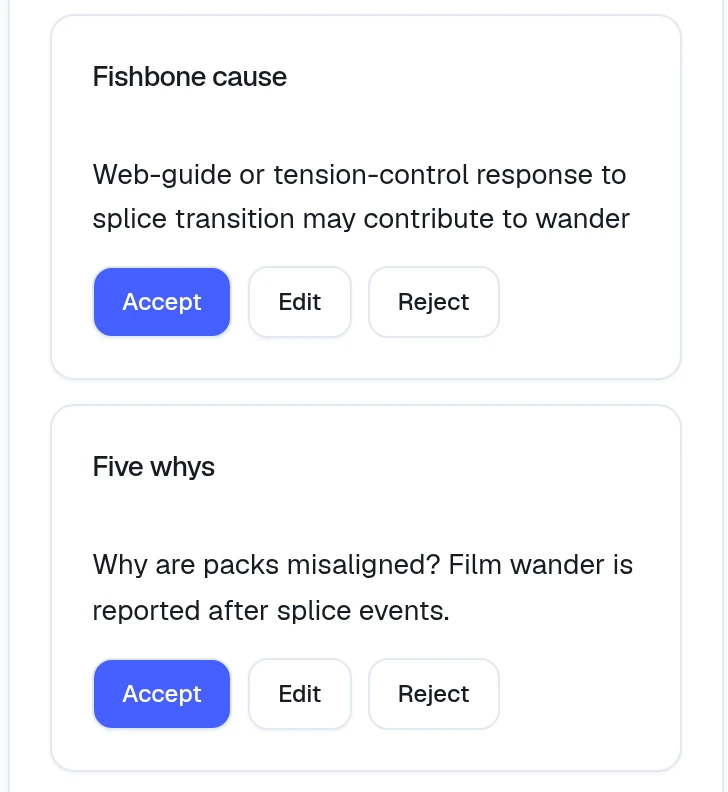 Fishbone cause
Web-guide or tension-control response to
splice transition may contribute to wander
Accept Edit Reject
Five whys
Why are packs misaligned? Film wander is
reported after splice events.
Accept Edit Reject